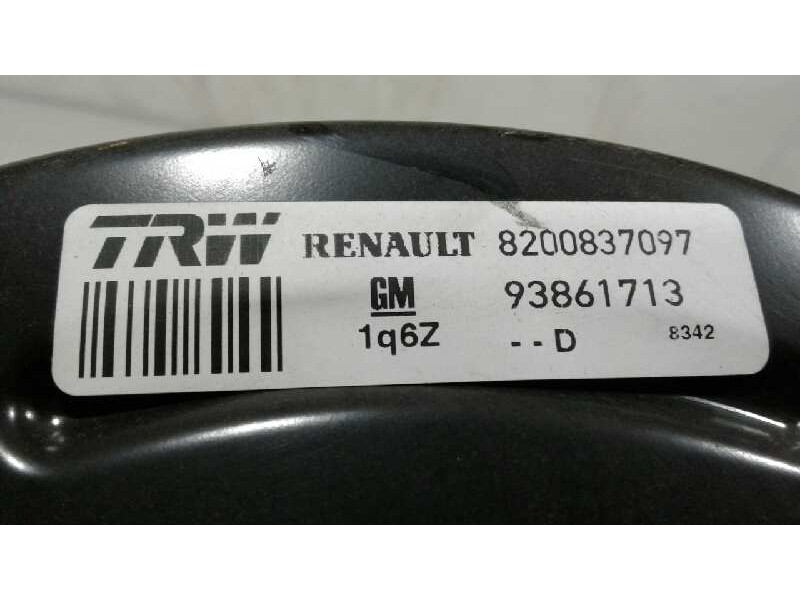 TRW RENAULT 8200837097
GM 93861713
1q6Z --D 8342